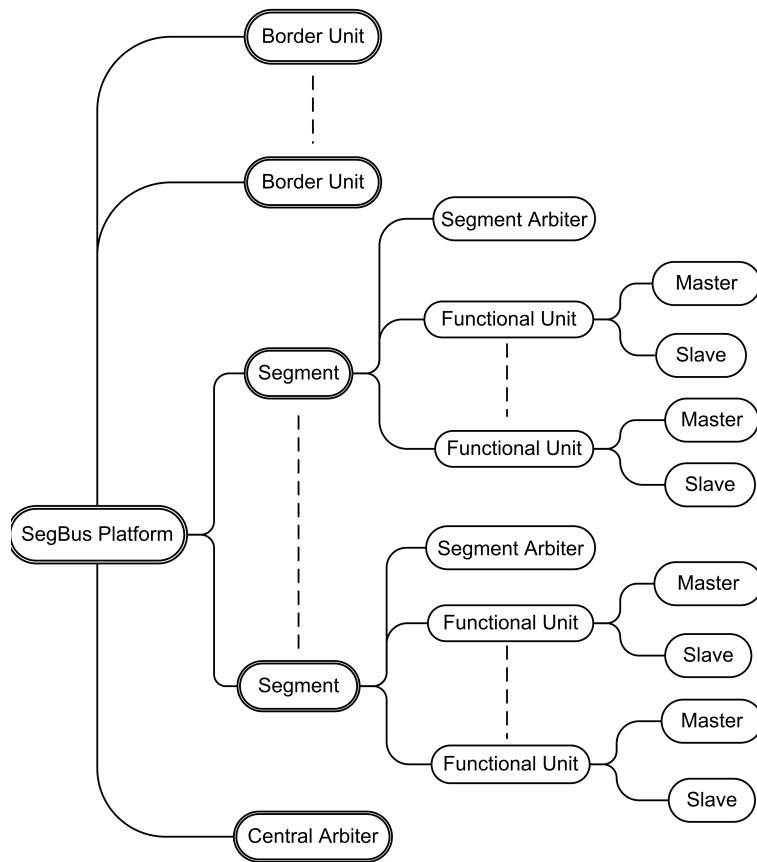 Border Unit
Border Unit
Segment Arbiter
Master
Functional Unit
Slave
Segment
Master
Functional Unit
Slave
SegBus Platform
Segment Arbiter
Master
Functional Unit
Slave
Segment
Master
Functional Unit
Slave
Central Arbiter